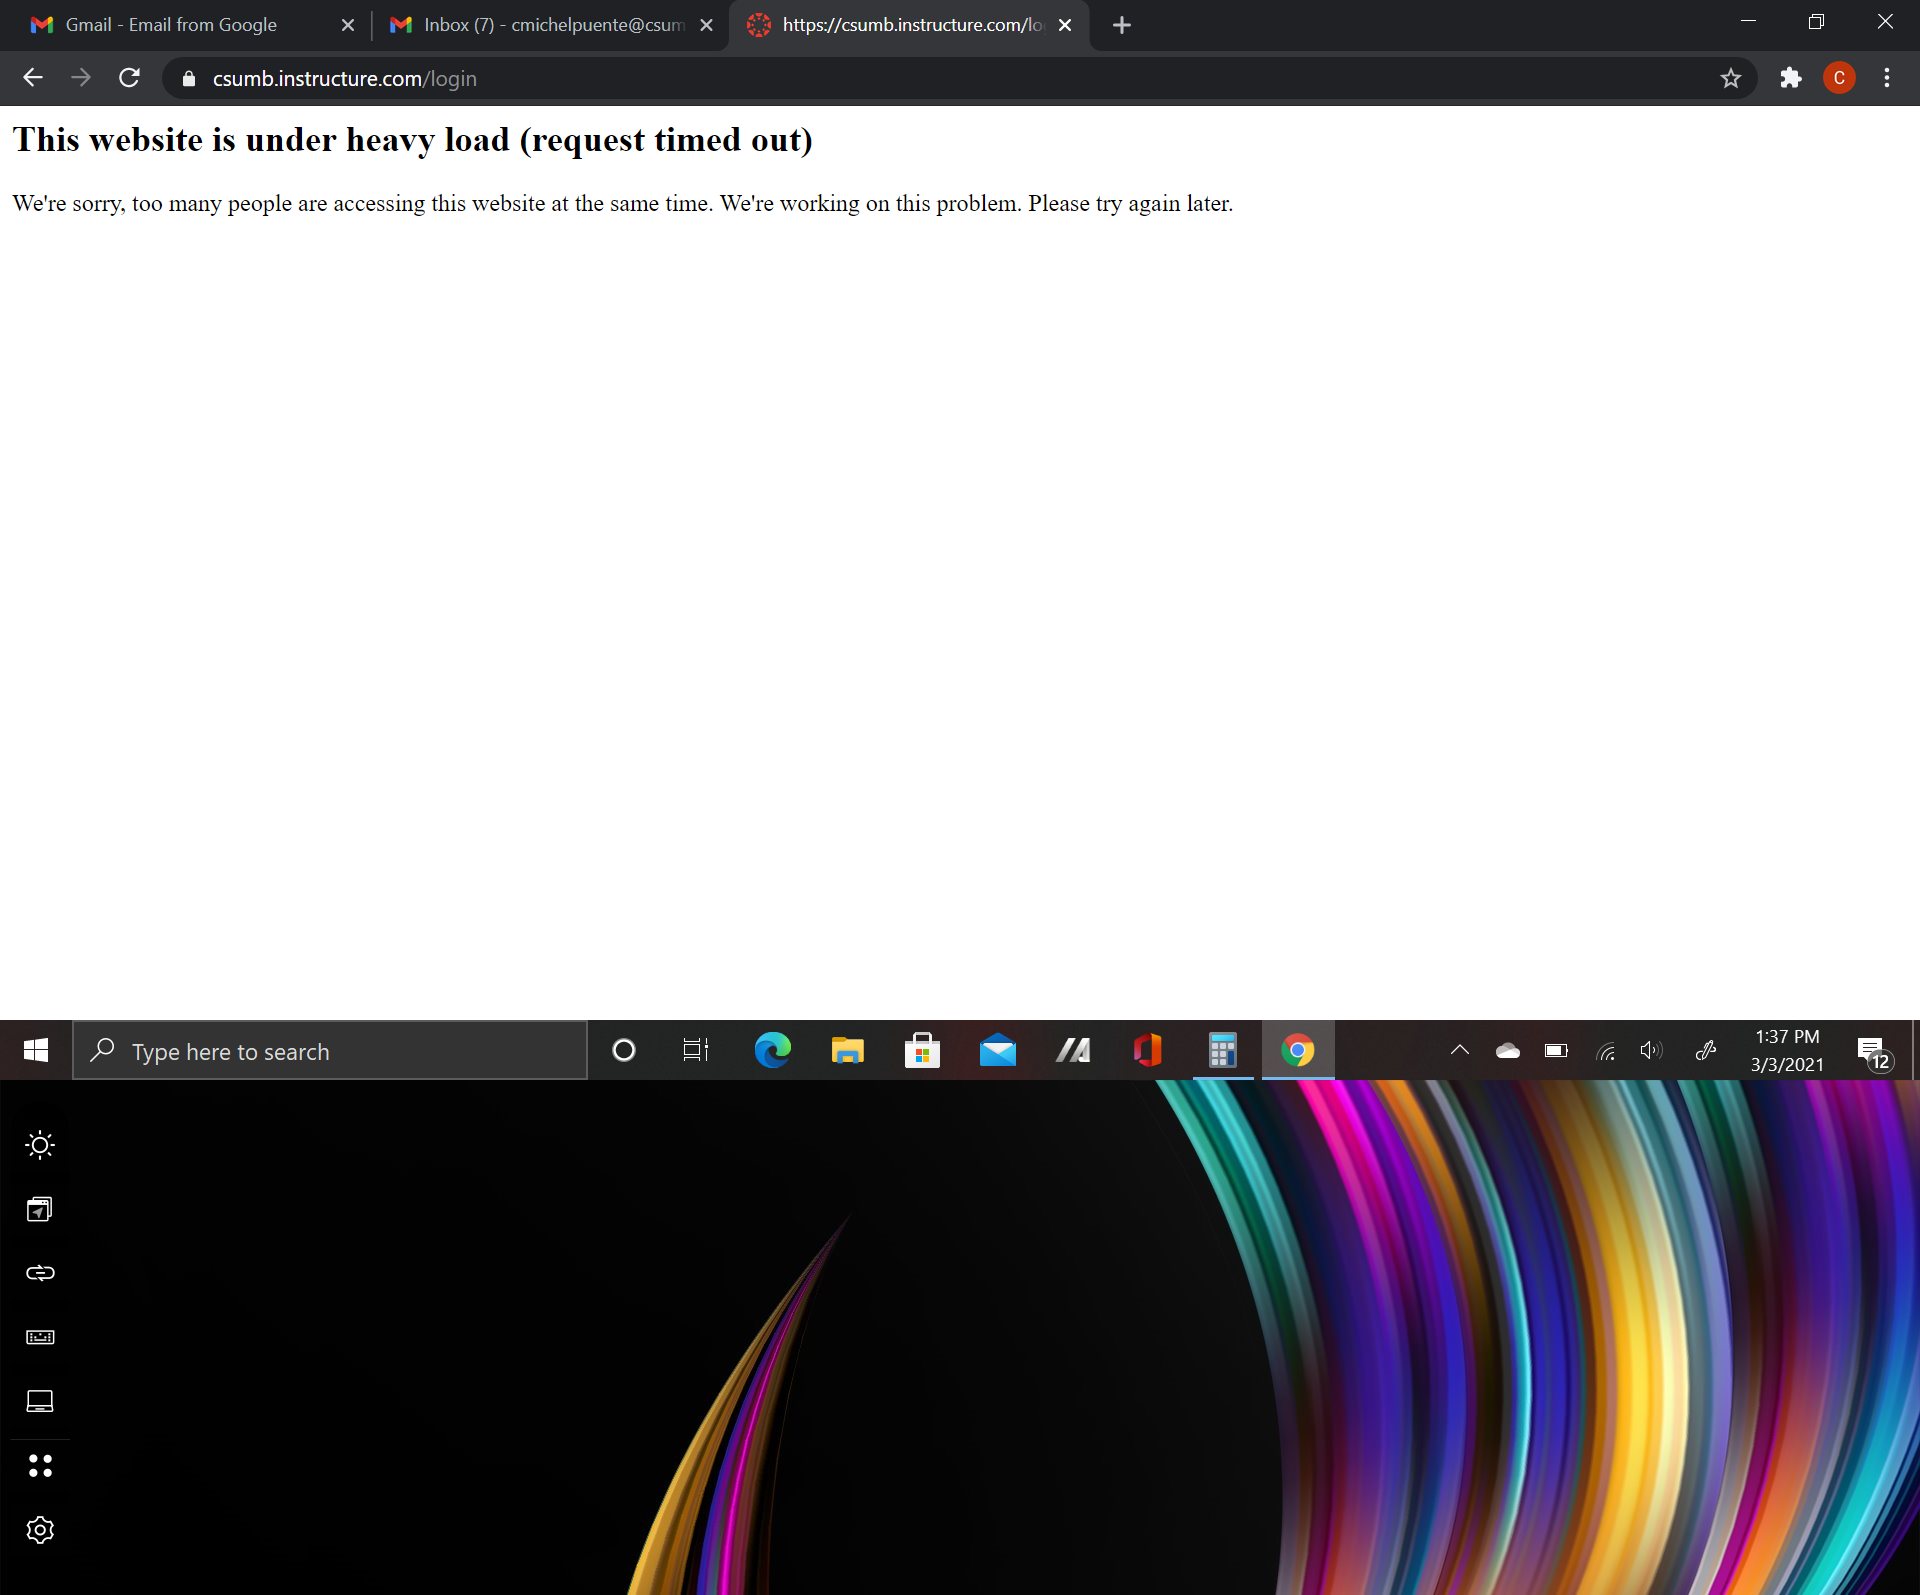 Gmail - Email from Google
Inbox (7) - cmichelpuente@csum
https://csumb.instructure.com/lo
csumb.instructure.com/login
C
This website is under heavy load (request timed out)
We're sorry, too many people are accessing this website at the same time. We're working on this problem. Please try again later.
Type here to search
1:37 PM
3/3/2021
12